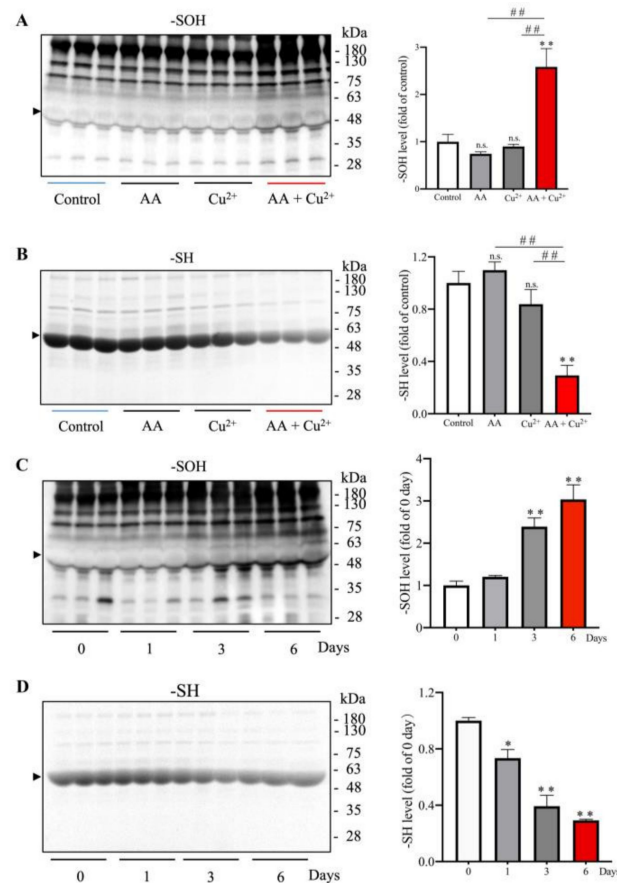 A
-SOH
kDa
- 180
- 130
- 75
- 63
- 48
- 35
- 28
Control AA Cu²⁺ AA + Cu²⁺
-SOH level (fold of control)
3
2
1
0
# #
# #
* *
n.s.
n.s.
Control AA Cu²⁺ AA + Cu²⁺
B
-SH
kDa
- 180
- 130
- 75
- 63
- 48
- 35
- 28
Control AA Cu²⁺ AA + Cu²⁺
-SH level (fold of control)
1.2
0.8
0.4
0.0
# #
# #
n.s.
n.s.
* *
Control AA Cu²⁺ AA + Cu²⁺
C
-SOH
kDa
- 180
- 130
- 75
- 63
- 48
- 35
- 28
0 1 3 6 Days
-SOH level (fold of 0 day)
4
3
2
1
0
* *
* *
0 1 3 6 Days
D
-SH
kDa
- 180
- 130
- 75
- 63
- 48
- 35
- 28
0 1 3 6 Days
-SH level (fold of 0 day)
1.2
0.8
0.4
0.0
*
* *
* *
0 1 3 6 Days